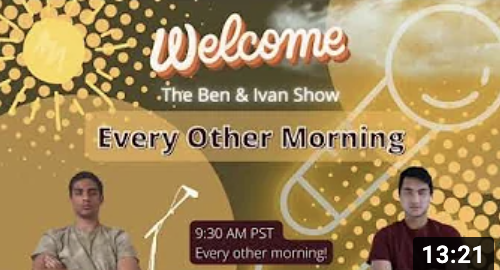 Welcome
The Ben & Ivan Show
Every Other Morning
9:30 AM PST
Every other morning!
13:21